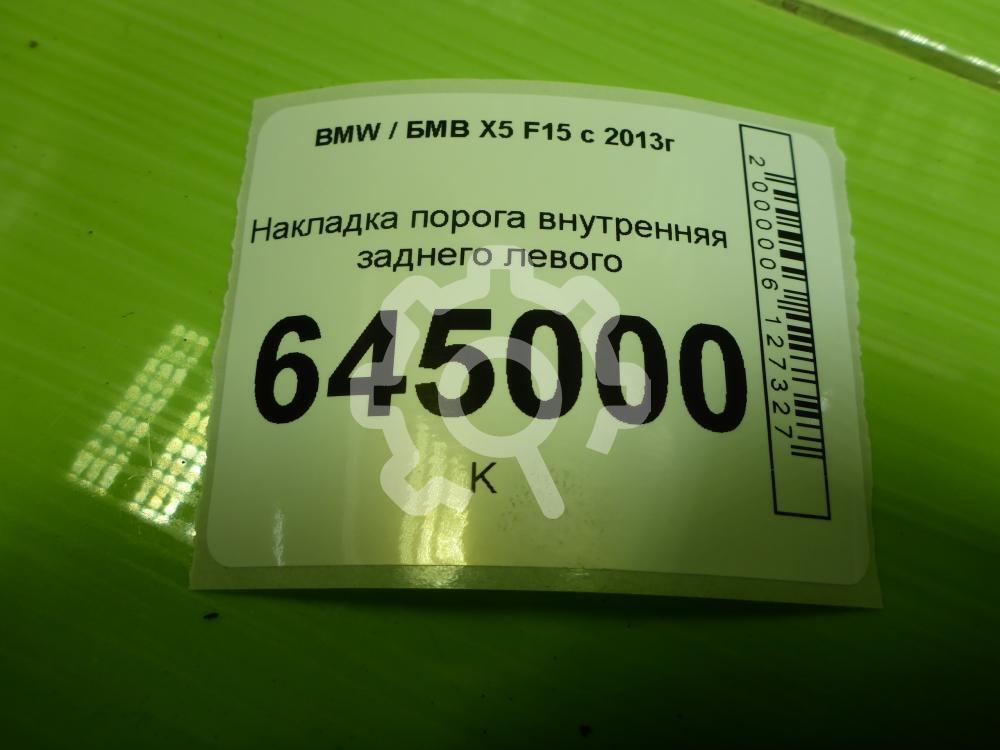 BMW / БМВ X5 F15 с 2013г
Накладка порога внутренняя
заднего левого
645000
К
2000006127327